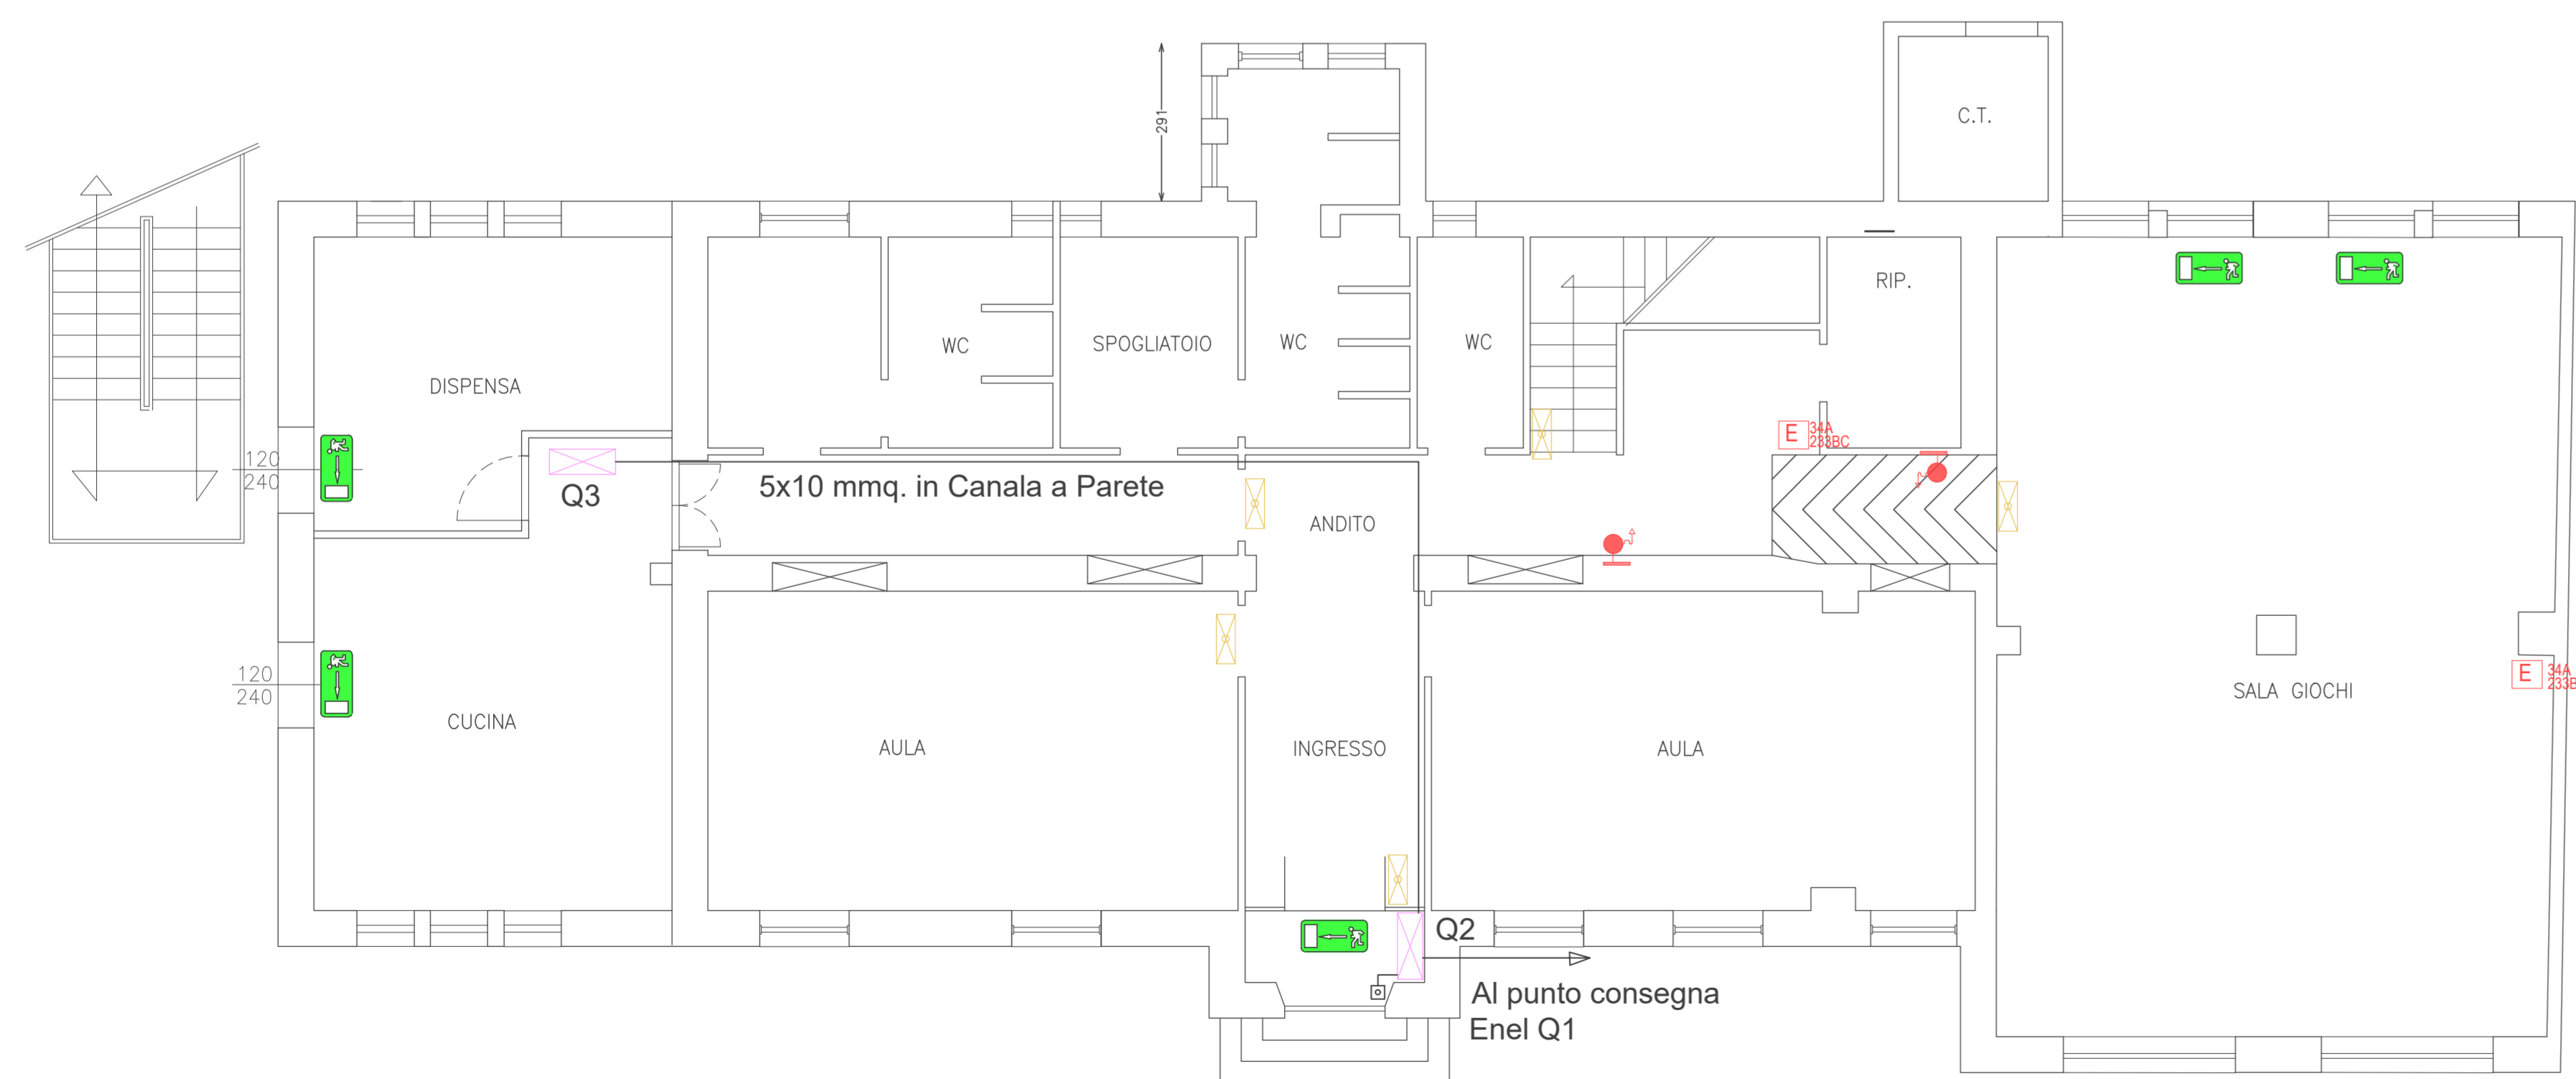 C.T.
291
RIP.
WC
SPOGLIATOIO
WC
WC
DISPENSA
E 34A
233BC
120
240
Q3
5x10 mmq. in Canala a Parete
ANDITO
120
240
E 34A
SALA GIOCHI
CUCINA
AULA
INGRESSO
AULA
Q2
Al punto consegna
Enel Q1